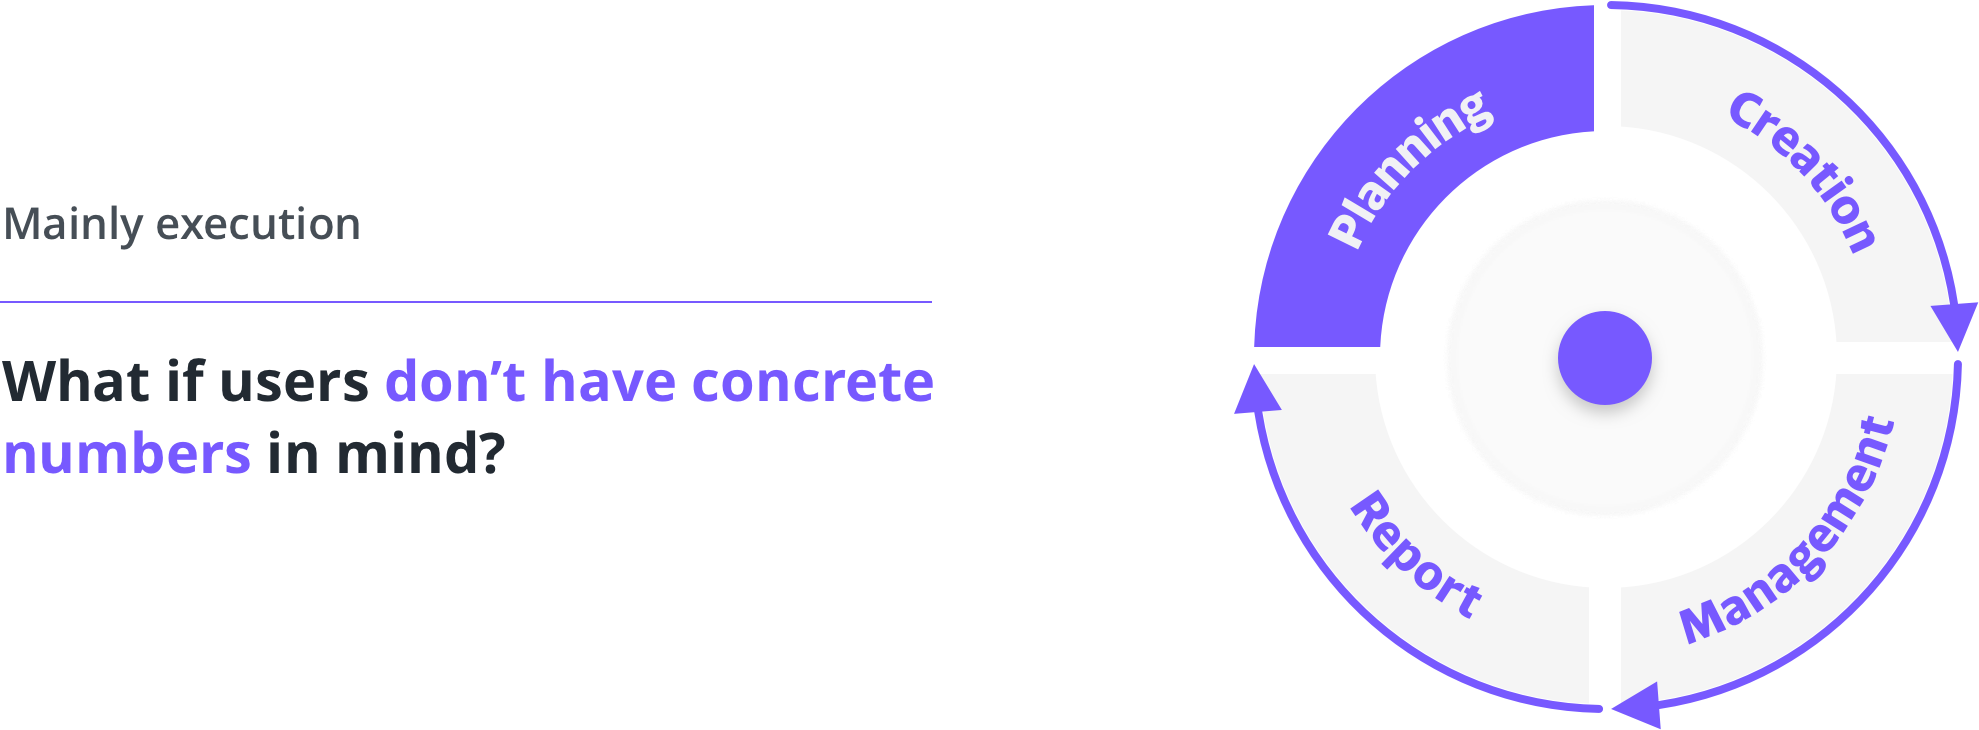 Mainly execution
What if users don’t have concrete
numbers in mind?
Planning
Creation
Management
Report